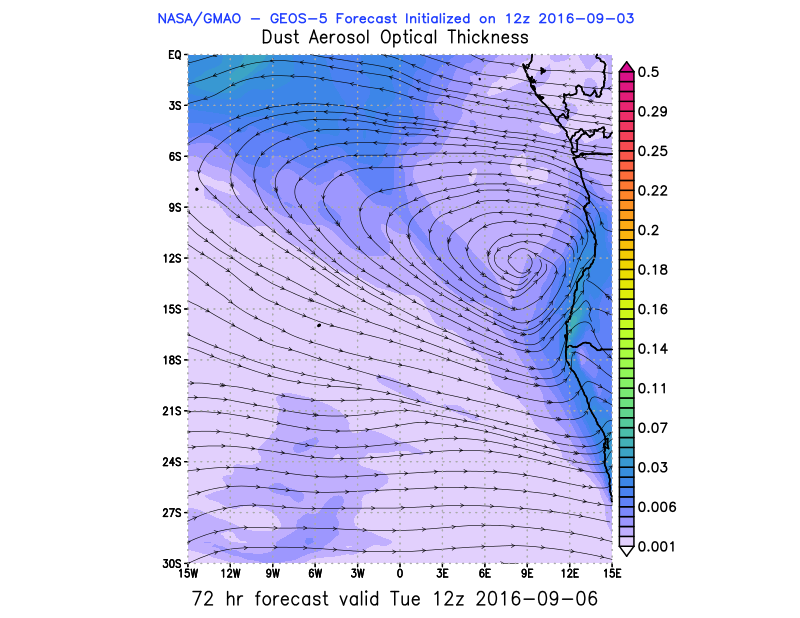 NASA/GMAO - GEOS-5 Forecast Initialized on 12z 2016-09-03
Dust Aerosol Optical Thickness
EQ
3S
6S
9S
12S
15S
18S
21S
24S
27S
30S
15W 12W 9W 6W 3W 0 3E 6E 9E 12E 15E
0.5
0.29
0.25
0.22
0.2
0.18
0.16
0.14
0.11
0.07
0.03
0.006
0.001
72 hr forecast valid Tue 12z 2016-09-06